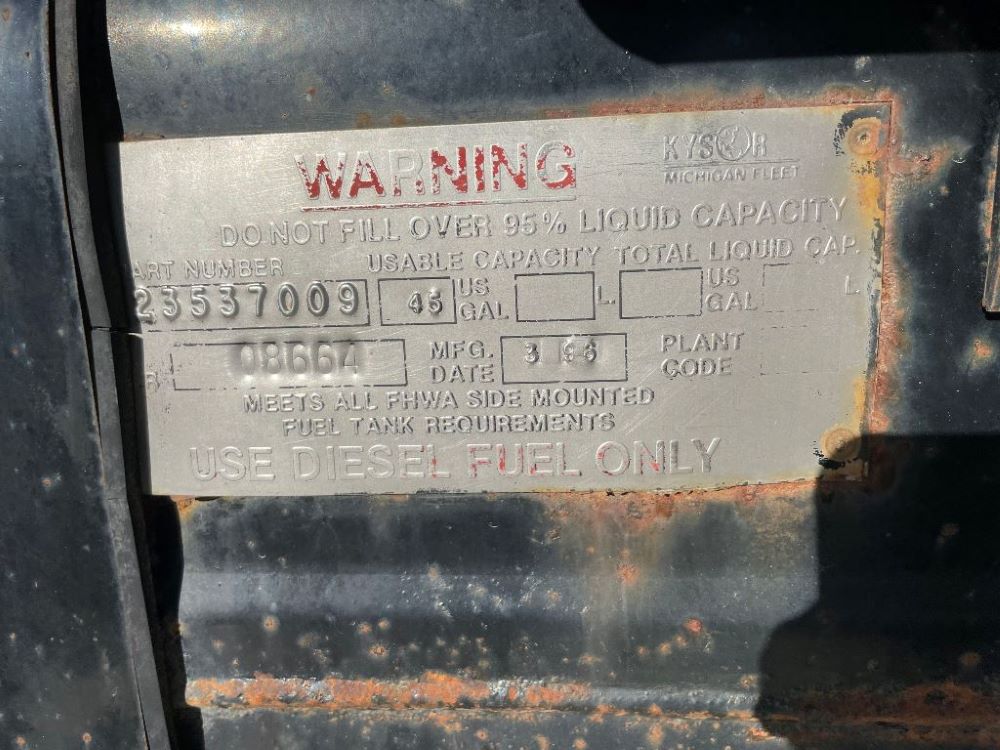 WARNING
KYSOR
MICHIGAN FLEET
DO NOT FILL OVER 95% LIQUID CAPACITY
ART NUMBER USABLE CAPACITY TOTAL LIQUID CAP.
23537009 45 US GAL L. US GAL L.
R 08664 MFG. DATE 3 96 PLANT CODE
MEETS ALL FHWA SIDE MOUNTED
FUEL TANK REQUIREMENTS
USE DIESEL FUEL ONLY